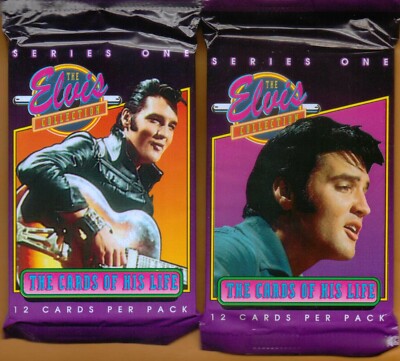 SERIES ONE
THE
Elvis
COLLECTION
THE CARDS OF HIS LIFE
12 CARDS PER PACK
SERIES ONE
THE
Elvis
COLLECTION
THE CARDS OF HIS LIFE
12 CARDS PER PACK